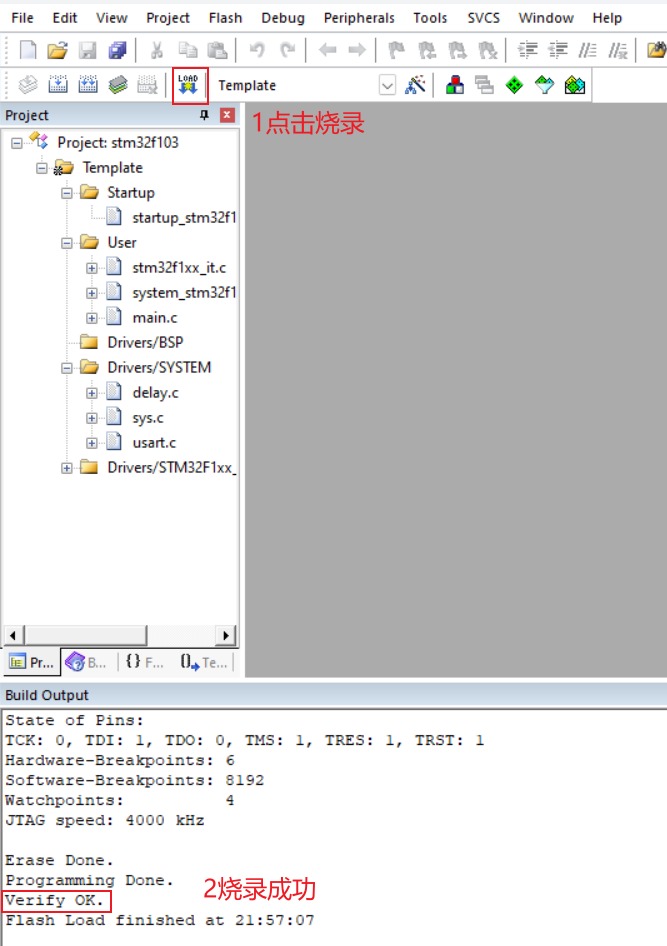 File Edit View Project Flash Debug Peripherals Tools SVCS Window Help
LOAD Template
Project
1点击烧录
Project: stm32f103
Template
Startup
startup_stm32f1
User
stm32f1xx_it.c
system_stm32f1
main.c
Drivers/BSP
Drivers/SYSTEM
delay.c
sys.c
usart.c
Drivers/STM32F1xx_
Pr... B... {} F... Te...
Build Output
State of Pins:
TCK: 0, TDI: 1, TDO: 0, TMS: 1, TRES: 1, TRST: 1
Hardware-Breakpoints: 6
Software-Breakpoints: 8192
Watchpoints: 4
JTAG speed: 4000 kHz
Erase Done.
Programming Done.
Verify OK.
2烧录成功
Flash Load finished at 21:57:07